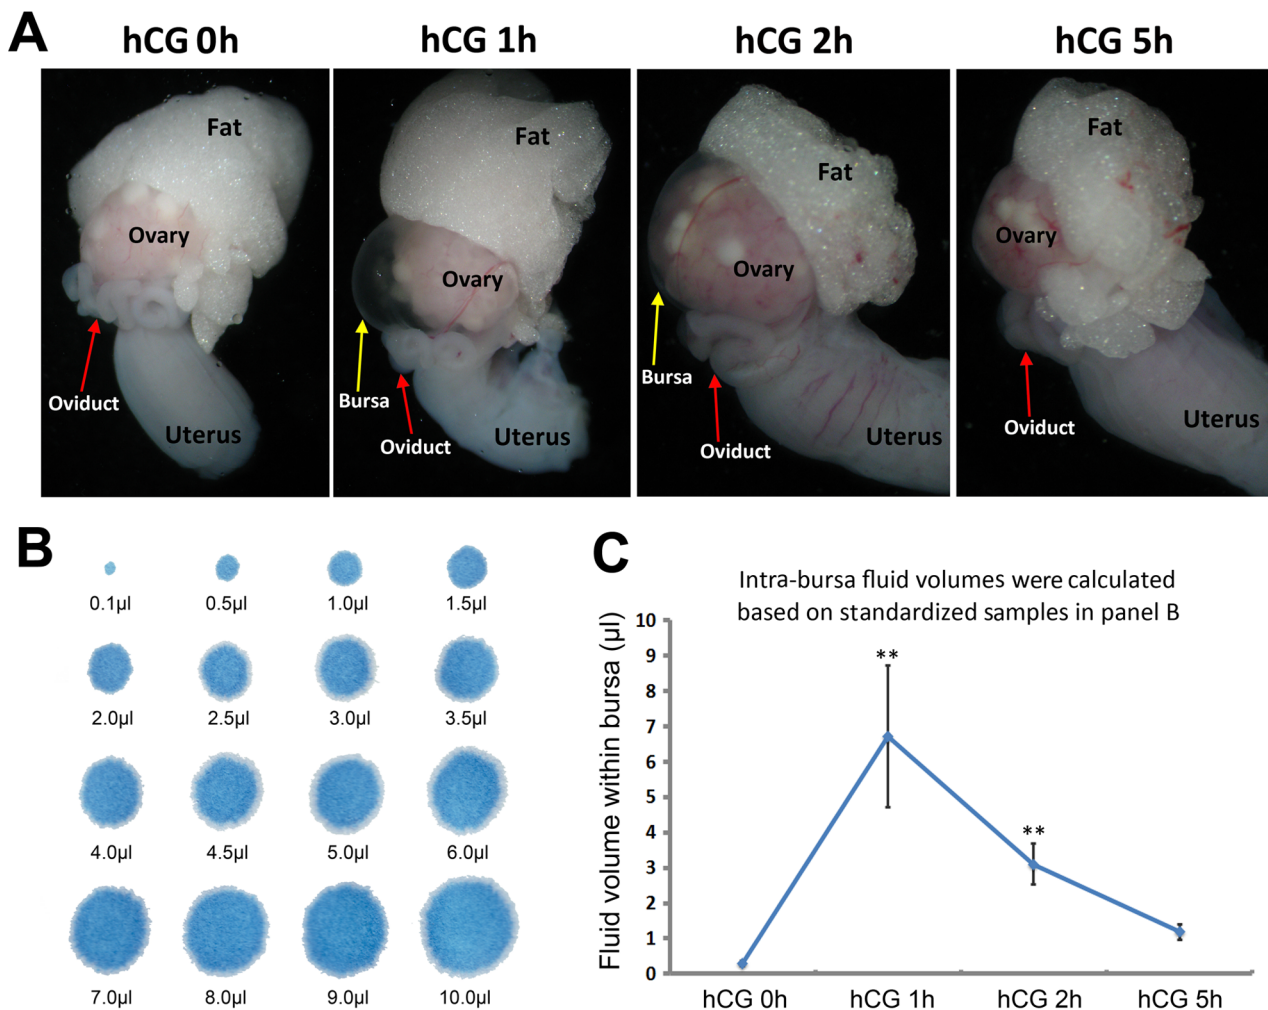 A
hCG 0h
hCG 1h
hCG 2h
hCG 5h
Fat
Ovary
Oviduct
Uterus
Fat
Ovary
Bursa
Oviduct
Uterus
Fat
Ovary
Bursa
Oviduct
Uterus
Fat
Ovary
Oviduct
Uterus
B
0.1µl
0.5µl
1.0µl
1.5µl
2.0µl
2.5µl
3.0µl
3.5µl
4.0µl
4.5µl
5.0µl
6.0µl
7.0µl
8.0µl
9.0µl
10.0µl
C
Intra-bursa fluid volumes were calculated
based on standardized samples in panel B
Fluid volume within bursa (µl)
10
9
8
7
6
5
4
3
2
1
0
**
**
hCG 0h
hCG 1h
hCG 2h
hCG 5h